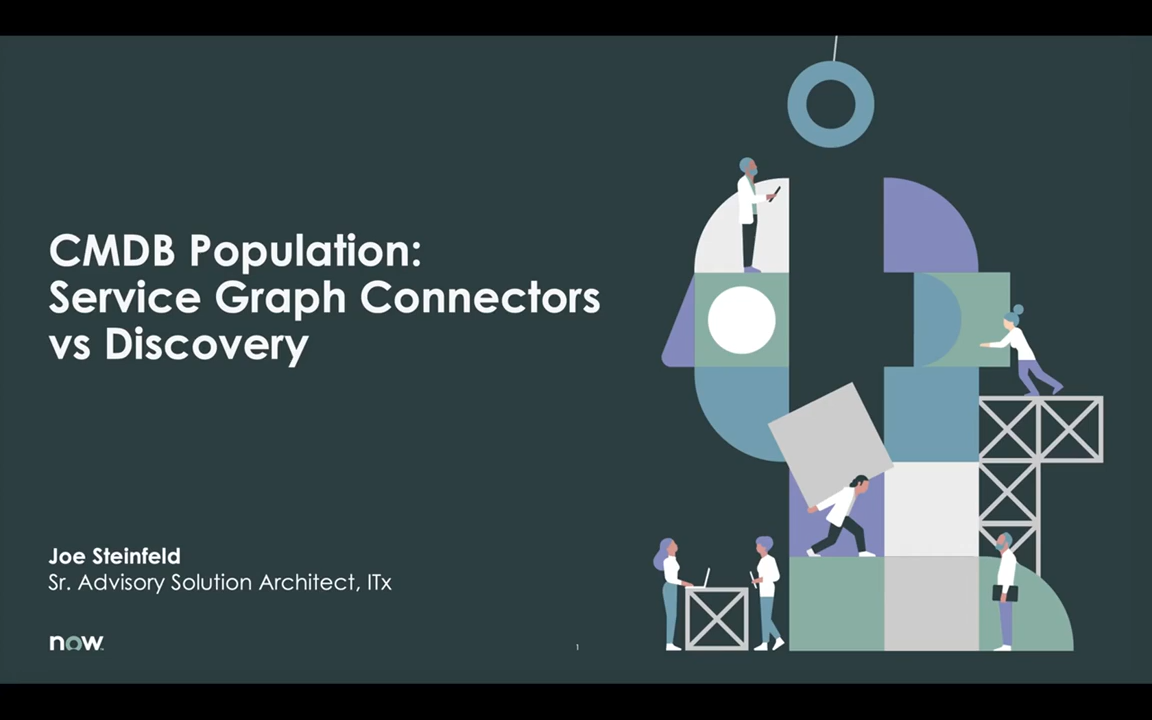 CMDB Population:
Service Graph Connectors
vs Discovery
Joe Steinfeld
Sr. Advisory Solution Architect, ITx
now
1